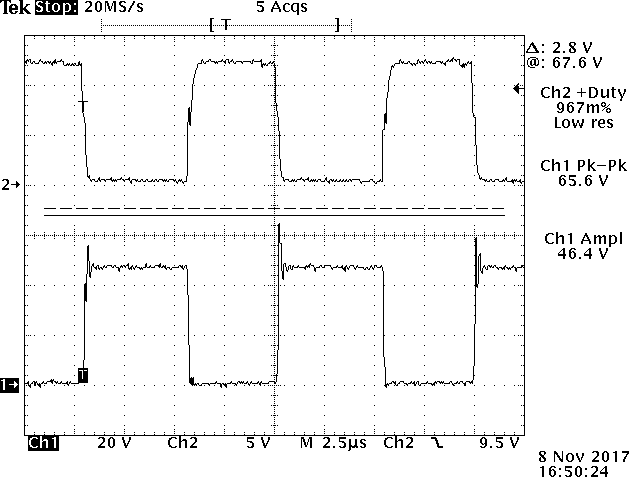 Tek Stop: 20MS/s 5 Acqs
[ T ]
Δ: 2.8 V
@: 67.6 V
Ch2 +Duty
967m%
Low res
T
2
Ch1 Pk-Pk
65.6 V
Ch1 Ampl
46.4 V
T
1
Ch1 20 V Ch2 5 V M 2.5µs Ch2 9.5 V
8 Nov 2017
16:50:24